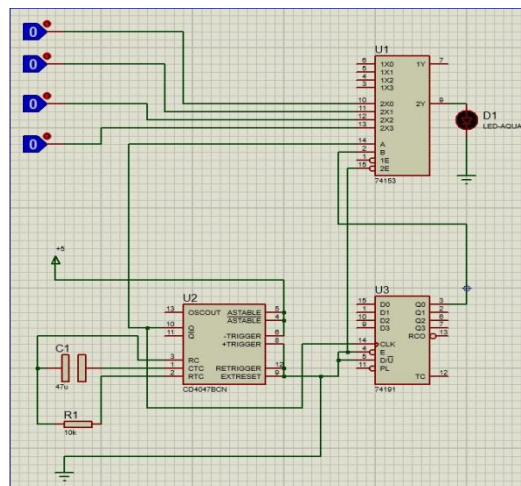 0
0
0
0
U1
6 1X0 1Y 7
5 1X1
4 1X2
3 1X3
10 2X0 2Y 9
11 2X1
12 2X2
13 2X3
14 A
2 B
1 1E
15 2E
74153
D1
LED-AQUA
+5
U2
13 OSCOUT ASTABLE 5
ASTABLE 4
10 Q
11 Q -TRIGGER 6
+TRIGGER 8
3 RC
1 CTC RETRIGGER 12
2 RTC EXTRESET 9
CD4047BCN
C1
47u
R1
10k
U3
15 D0 Q0 3
1 D1 Q1 2
10 D2 Q2 6
9 D3 Q3 7
RCO 13
14 CLK
4 E
5 D/U
11 PL
TC 12
74191